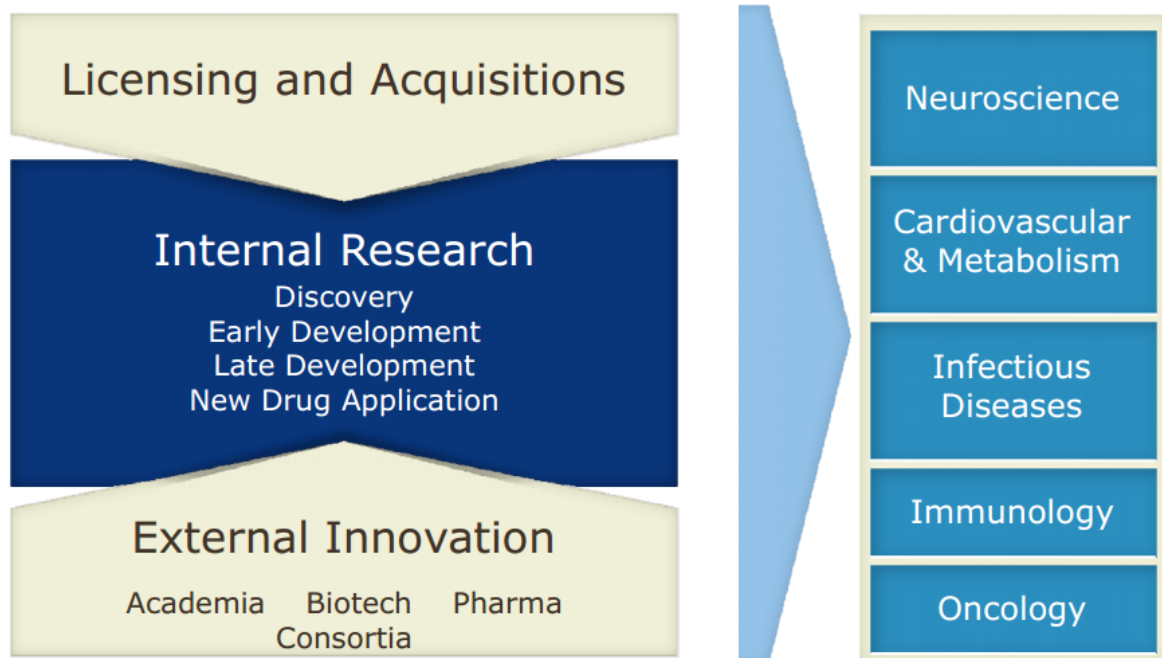 Licensing and Acquisitions
Internal Research
Discovery
Early Development
Late Development
New Drug Application
External Innovation
Academia Biotech Pharma
Consortia
Neuroscience
Cardiovascular
& Metabolism
Infectious
Diseases
Immunology
Oncology